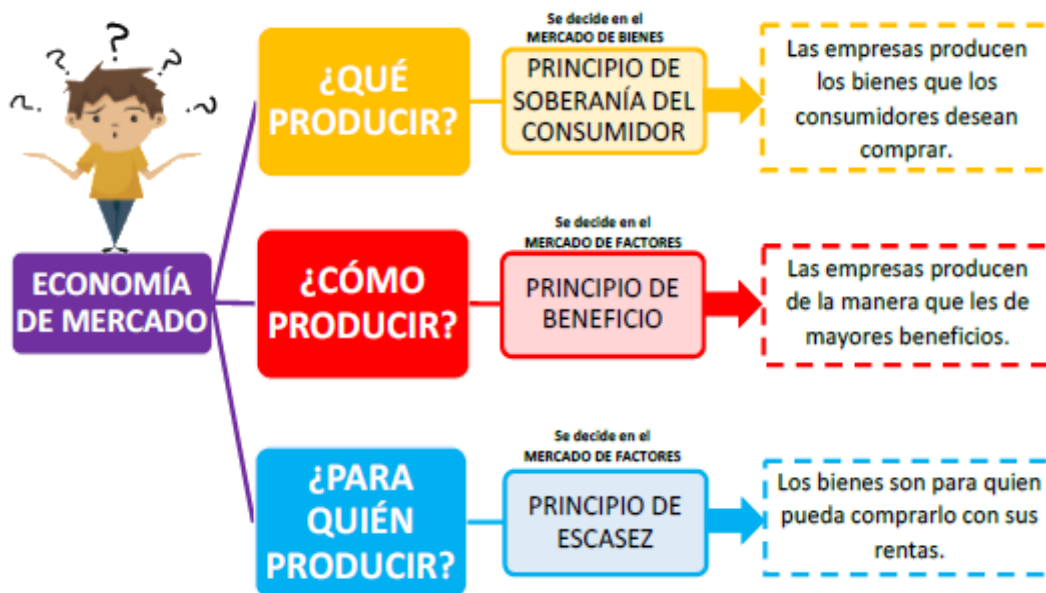 ECONOMÍA
DE MERCADO
¿QUÉ
PRODUCIR?
Se decide en el
MERCADO DE BIENES
PRINCIPIO DE
SOBERANÍA DEL
CONSUMIDOR
Las empresas producen
los bienes que los
consumidores desean
comprar.
¿CÓMO
PRODUCIR?
Se decide en el
MERCADO DE FACTORES
PRINCIPIO DE
BENEFICIO
Las empresas producen
de la manera que les de
mayores beneficios.
¿PARA
QUIÉN
PRODUCIR?
Se decide en el
MERCADO DE FACTORES
PRINCIPIO DE
ESCASEZ
Los bienes son para quien
pueda comprarlo con sus
rentas.